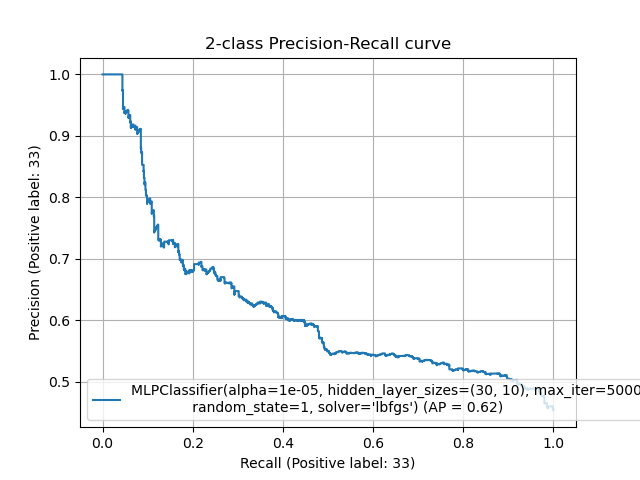 2-class Precision-Recall curve
Precision (Positive label: 33)
1.0
0.9
0.8
0.7
0.6
0.5
MLPClassifier(alpha=1e-05, hidden_layer_sizes=(30, 10), max_iter=5000
random_state=1, solver='lbfgs') (AP = 0.62)
0.0 0.2 0.4 0.6 0.8 1.0
Recall (Positive label: 33)